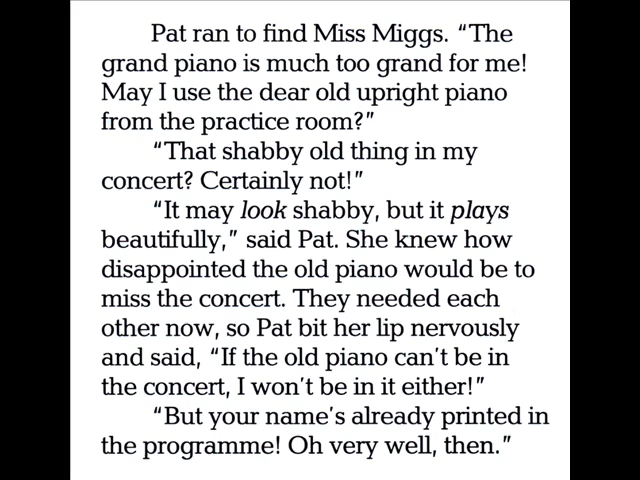 Pat ran to find Miss Miggs. “The
grand piano is much too grand for me!
May I use the dear old upright piano
from the practice room?”
“That shabby old thing in my
concert? Certainly not!”
“It may look shabby, but it plays
beautifully,” said Pat. She knew how
disappointed the old piano would be to
miss the concert. They needed each
other now, so Pat bit her lip nervously
and said, “If the old piano can’t be in
the concert, I won’t be in it either!”
“But your name’s already printed in
the programme! Oh very well, then.”